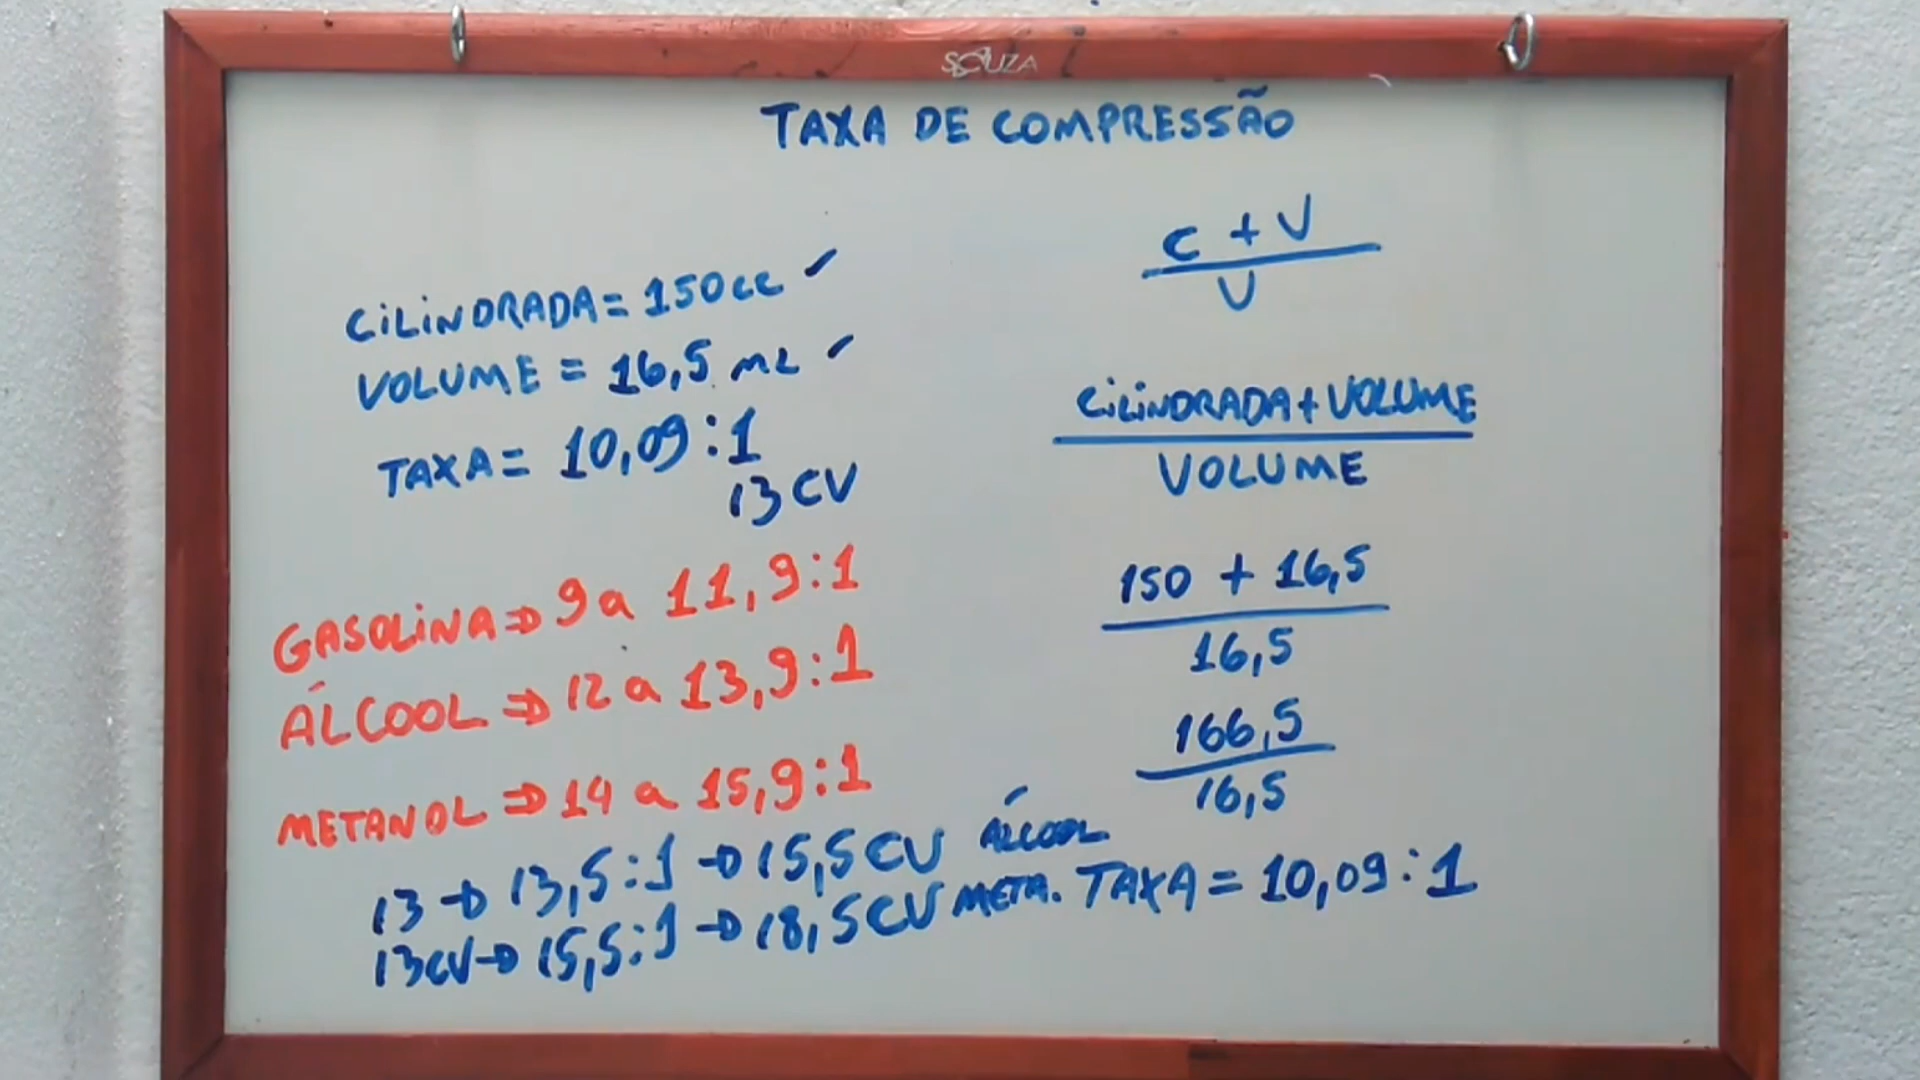 SOUZA
TAXA DE COMPRESSÃO
CILINDRADA = 150cc ✓
VOLUME = 16,5 mL ✓
TAXA = 10,09:1
13 CV
GASOLINA ⇒ 9 a 11,9:1
ÁLCOOL ⇒ 12 a 13,9:1
METANOL ⇒ 14 a 15,9:1
13 → 13,5:1 → 15,5 CV ÁLCOOL
13CV → 15,5:1 → 18,5 CV META.
C + V
V
CILINDRADA + VOLUME
VOLUME
150 + 16,5
16,5
166,5
16,5
TAXA = 10,09:1